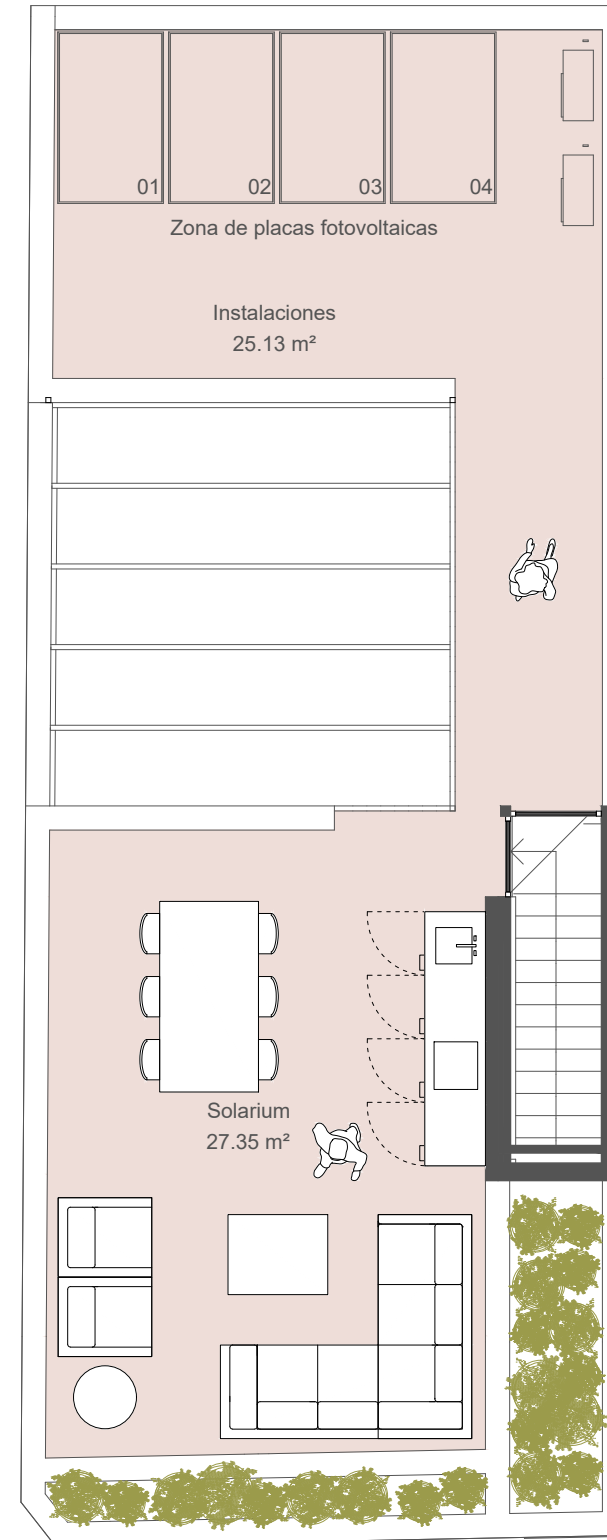 01
02
03
04
Zona de placas fotovoltaicas
Instalaciones
25.13 m²
Solarium
27.35 m²